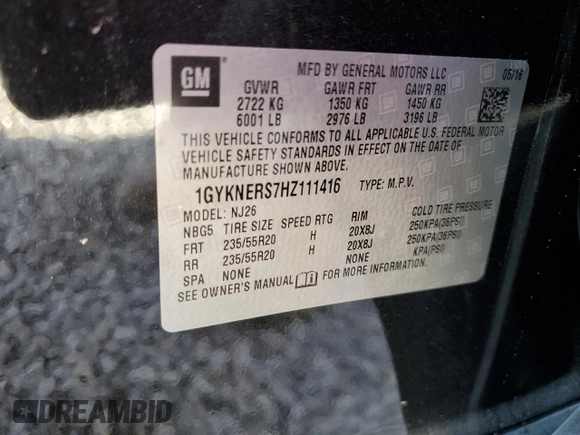 GM
MFD BY GENERAL MOTORS LLC 05/16
GVWR GAWR FRT GAWR RR
2722 KG 1350 KG 1450 KG
6001 LB 2976 LB 3196 LB
THIS VEHICLE CONFORMS TO ALL APPLICABLE U.S. FEDERAL MOTOR
VEHICLE SAFETY STANDARDS IN EFFECT ON THE DATE OF
MANUFACTURE SHOWN ABOVE.
1GYKNERS7HZ111416 TYPE: M.P.V.
MODEL: NJ26
NBG5 TIRE SIZE SPEED RTG RIM COLD TIRE PRESSURE
FRT 235/55R20 H 20X8J 250KPA(36PSI)
RR 235/55R20 H 20X8J 250KPA(36PSI)
SPA NONE NONE KPA(PSI)
SEE OWNER'S MANUAL FOR MORE INFORMATION.
DREAMBID